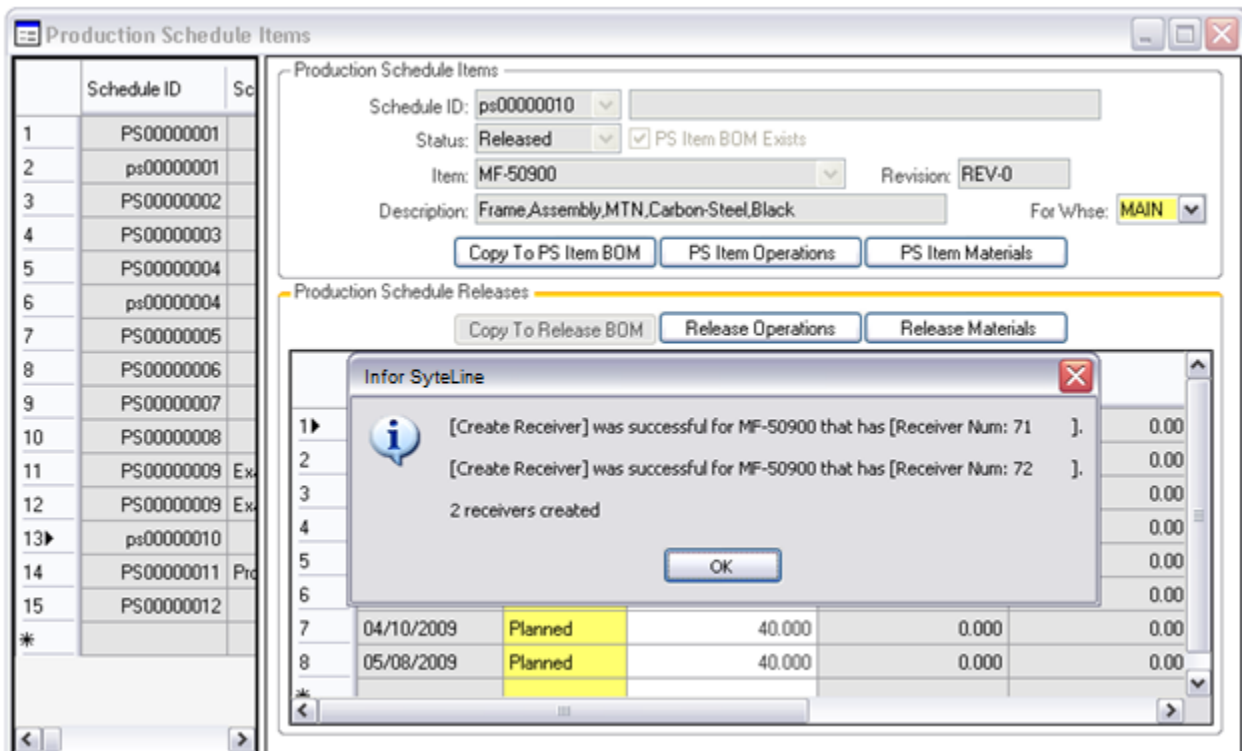 Production Schedule Items
Schedule ID Sc
1 PS00000001
2 ps00000001
3 PS00000002
4 PS00000003
5 PS00000004
6 ps00000004
7 PS00000005
8 PS00000006
9 PS00000007
10 PS00000008
11 PS00000009 Ex
12 PS00000009 Ex
13 ps00000010
14 PS00000011 Pro
15 PS00000012
*
Production Schedule Items
Schedule ID: ps00000010
Status: Released PS Item BOM Exists
Item: MF-50900 Revision: REV-0
Description: Frame,Assembly,MTN,Carbon-Steel,Black For Whse: MAIN
Copy To PS Item BOM PS Item Operations PS Item Materials
Production Schedule Releases
Copy To Release BOM Release Operations Release Materials
Infor SyteLine
[Create Receiver] was successful for MF-50900 that has [Receiver Num: 71 ].
[Create Receiver] was successful for MF-50900 that has [Receiver Num: 72 ].
2 receivers created
OK
1 0.00
2 0.00
3 0.00
4 0.00
5 0.00
6 0.00
7 04/10/2009 Planned 40.000 0.000 0.00
8 05/08/2009 Planned 40.000 0.000 0.00
*